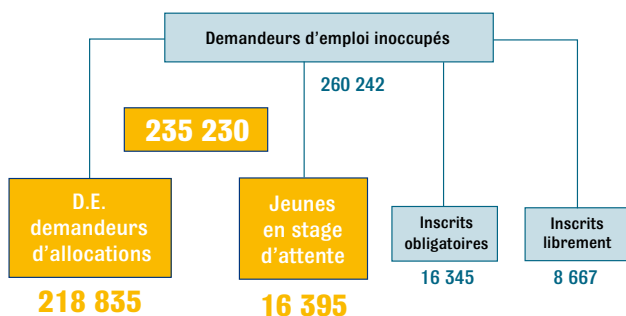 Demandeurs d'emploi inoccupés
260 242
235 230
D.E.
demandeurs
d'allocations
218 835
Jeunes
en stage
d'attente
16 395
Inscrits
obligatoires
16 345
Inscrits
librement
8 667